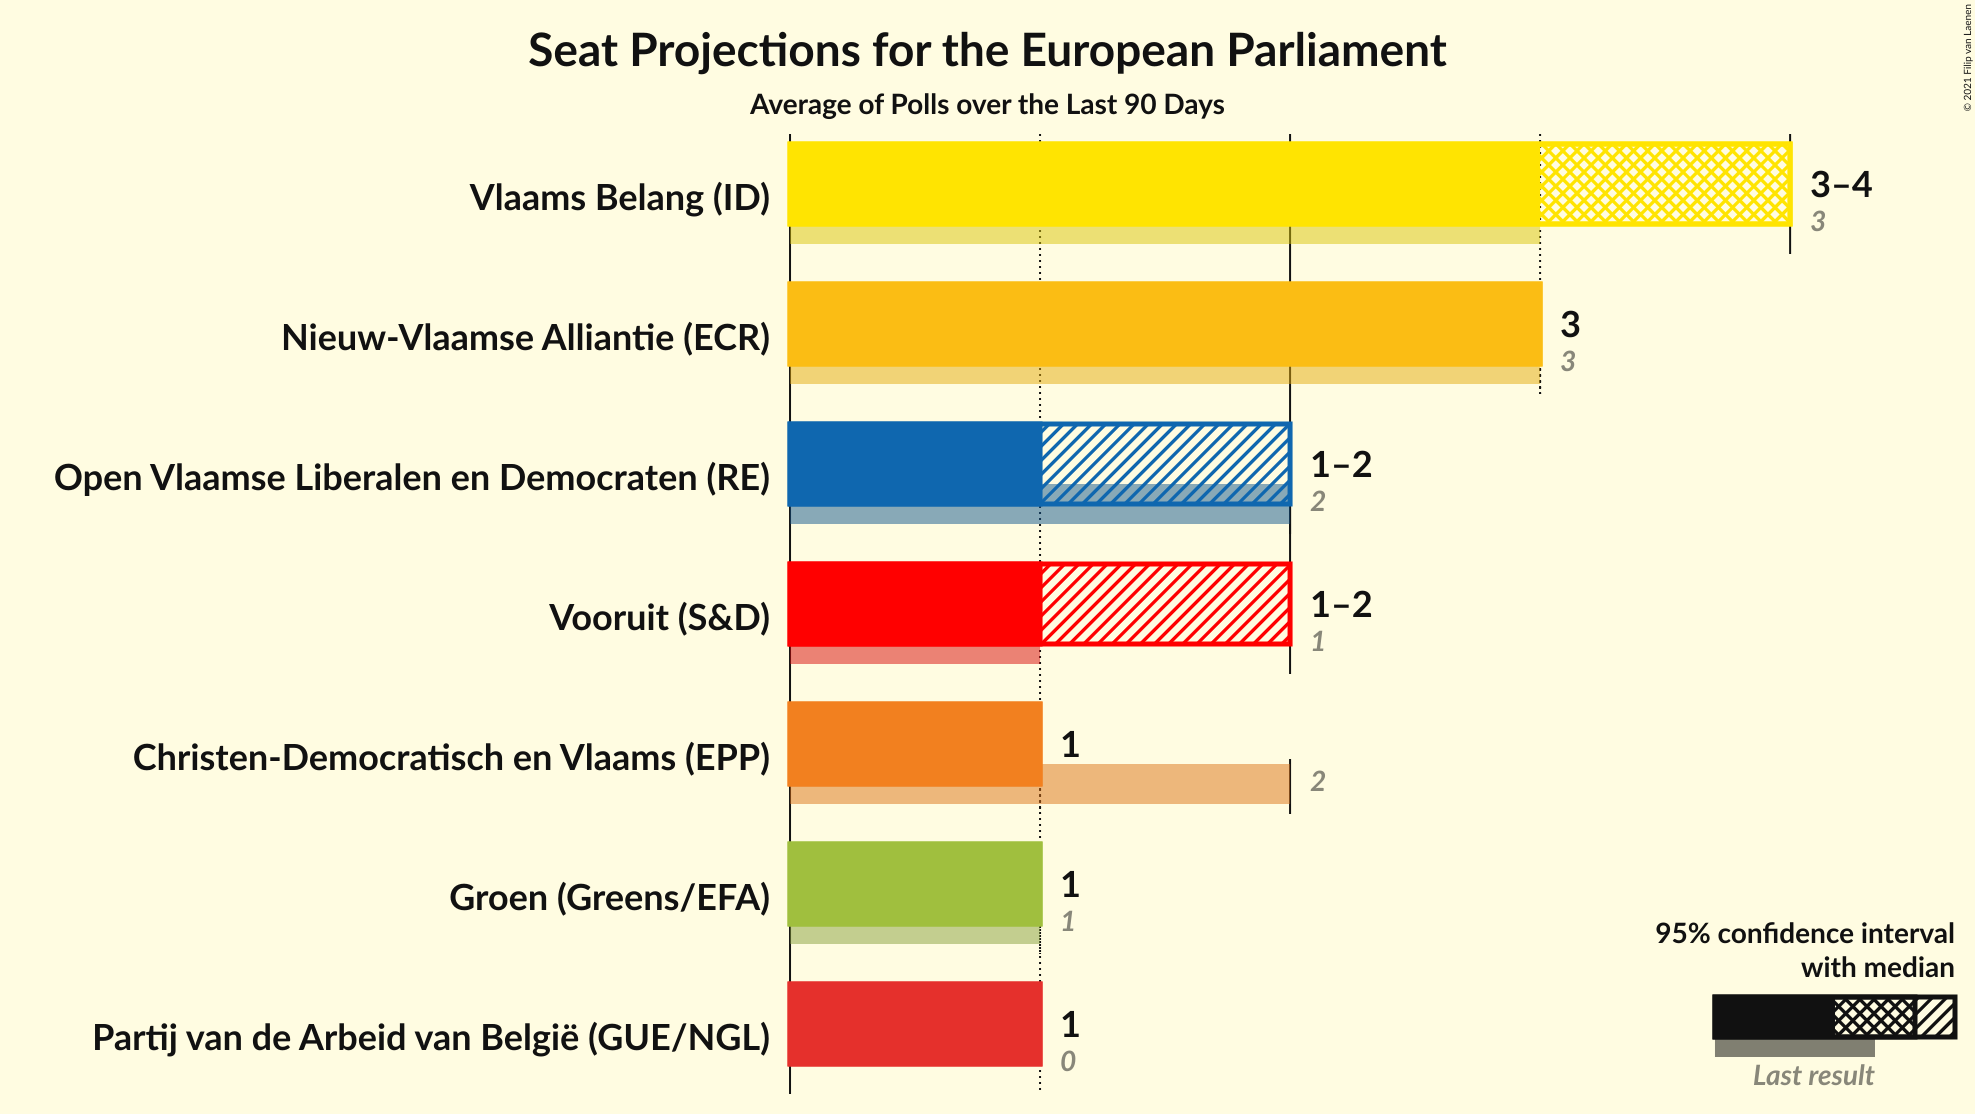 Seat Projections for the European Parliament
Average of Polls over the Last 90 Days
© 2021 Filip van Laenen
Vlaams Belang (ID)
3–4
3
Nieuw-Vlaamse Alliantie (ECR)
3
3
Open Vlaamse Liberalen en Democraten (RE)
1–2
2
Vooruit (S&D)
1–2
1
Christen-Democratisch en Vlaams (EPP)
1
2
Groen (Greens/EFA)
1
1
Partij van de Arbeid van België (GUE/NGL)
1
0
95% confidence interval
with median
Last result